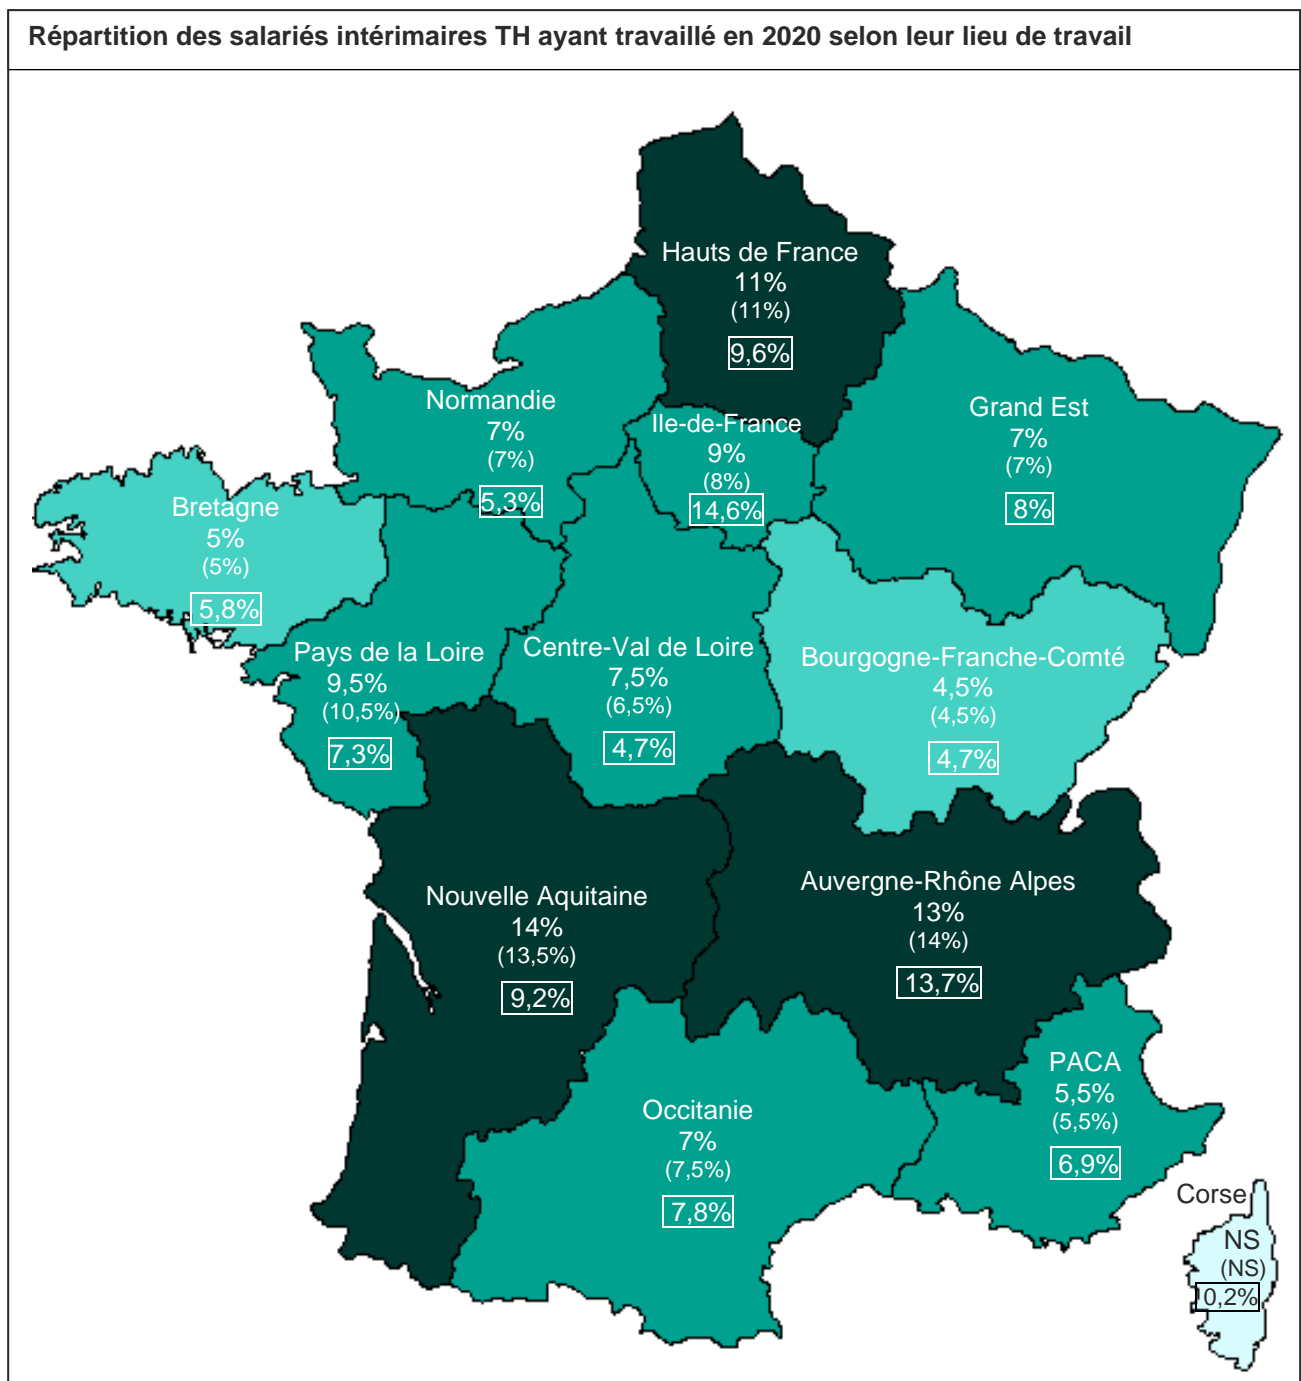 Répartition des salariés intérimaires TH ayant travaillé en 2020 selon leur lieu de travail
Hauts de France
11%
(11%)
9,6%
Normandie
7%
(7%)
5,3%
Ile-de-France
9%
(8%)
14,6%
Grand Est
7%
(7%)
8%
Bretagne
5%
(5%)
5,8%
Pays de la Loire
9,5%
(10,5%)
7,3%
Centre-Val de Loire
7,5%
(6,5%)
4,7%
Bourgogne-Franche-Comté
4,5%
(4,5%)
4,7%
Nouvelle Aquitaine
14%
(13,5%)
9,2%
Auvergne-Rhône Alpes
13%
(14%)
13,7%
Occitanie
7%
(7,5%)
7,8%
PACA
5,5%
(5,5%)
6,9%
Corse
NS
(NS)
0,2%